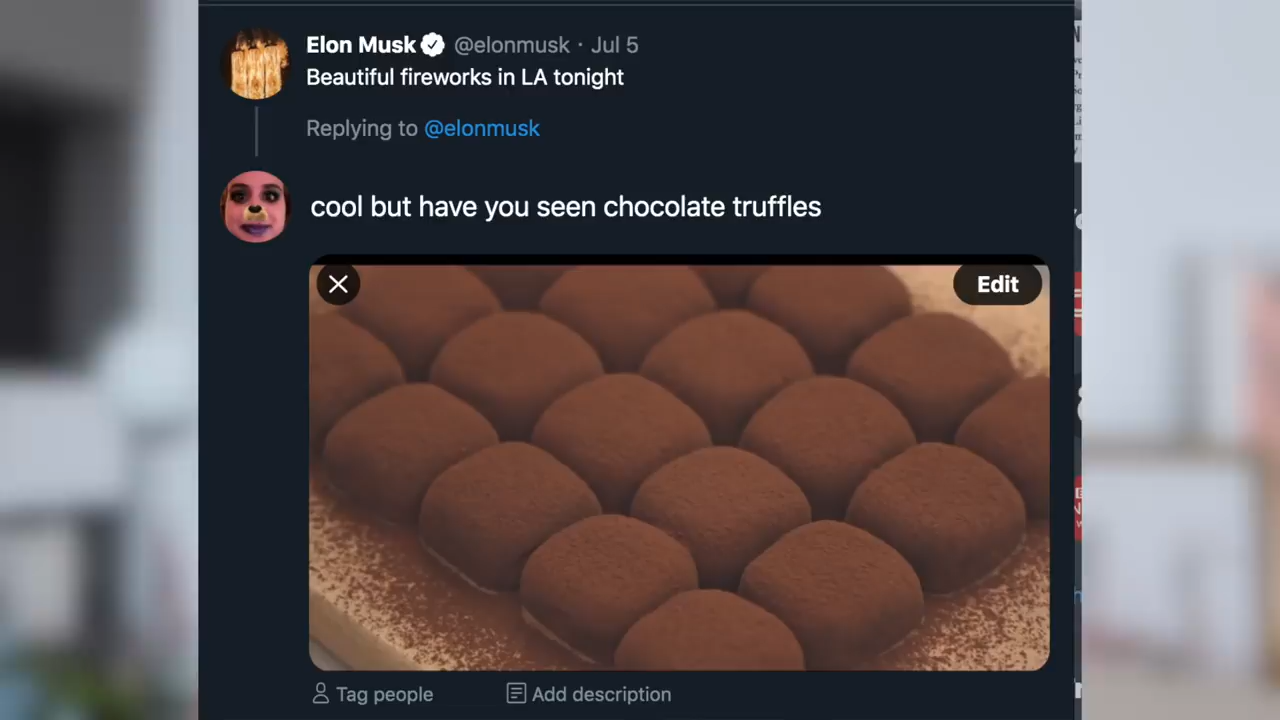 Elon Musk @elonmusk · Jul 5
Beautiful fireworks in LA tonight
Replying to @elonmusk
cool but have you seen chocolate truffles
Edit
Tag people
Add description